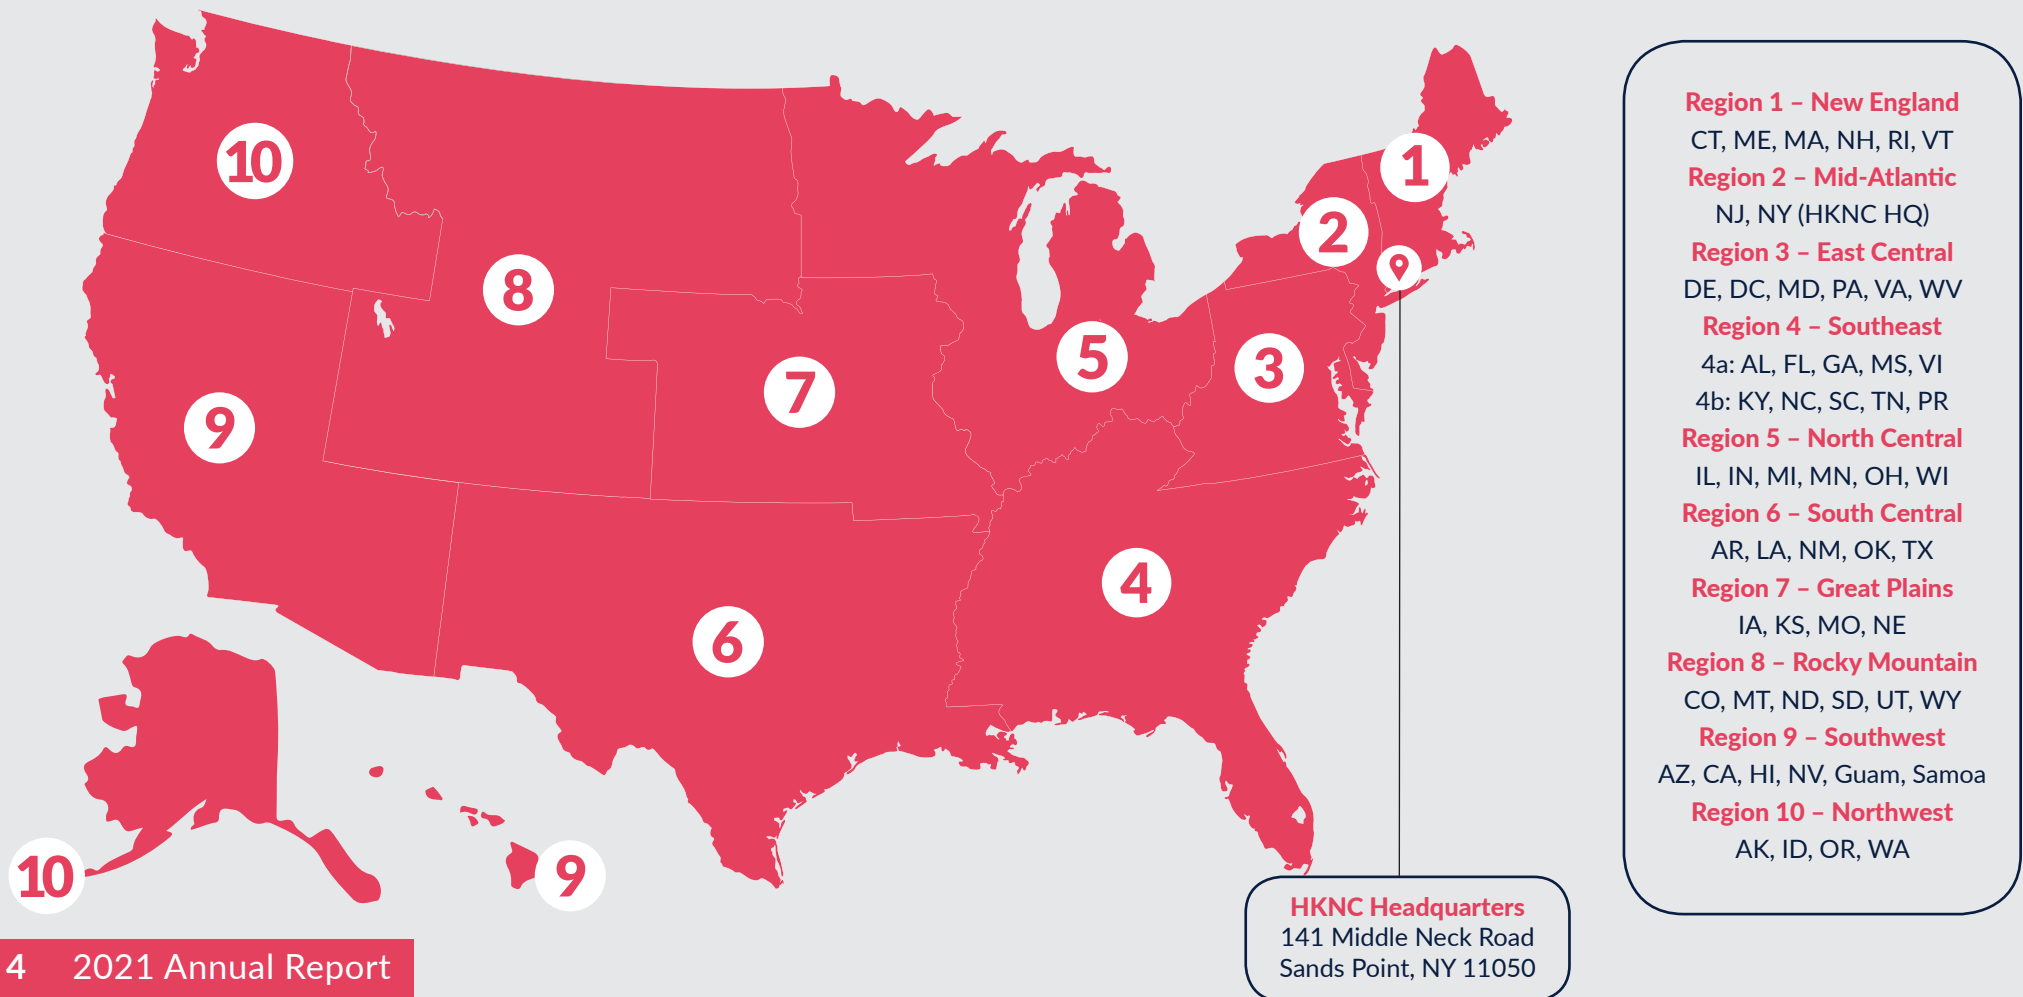 10
8
9
7
5
3
2
1
6
4
10
9
Region 1 – New England
CT, ME, MA, NH, RI, VT
Region 2 – Mid-Atlantic
NJ, NY (HKNC HQ)
Region 3 – East Central
DE, DC, MD, PA, VA, WV
Region 4 – Southeast
4a: AL, FL, GA, MS, VI
4b: KY, NC, SC, TN, PR
Region 5 – North Central
IL, IN, MI, MN, OH, WI
Region 6 – South Central
AR, LA, NM, OK, TX
Region 7 – Great Plains
IA, KS, MO, NE
Region 8 – Rocky Mountain
CO, MT, ND, SD, UT, WY
Region 9 – Southwest
AZ, CA, HI, NV, Guam, Samoa
Region 10 – Northwest
AK, ID, OR, WA
HKNC Headquarters
141 Middle Neck Road
Sands Point, NY 11050
4 2021 Annual Report